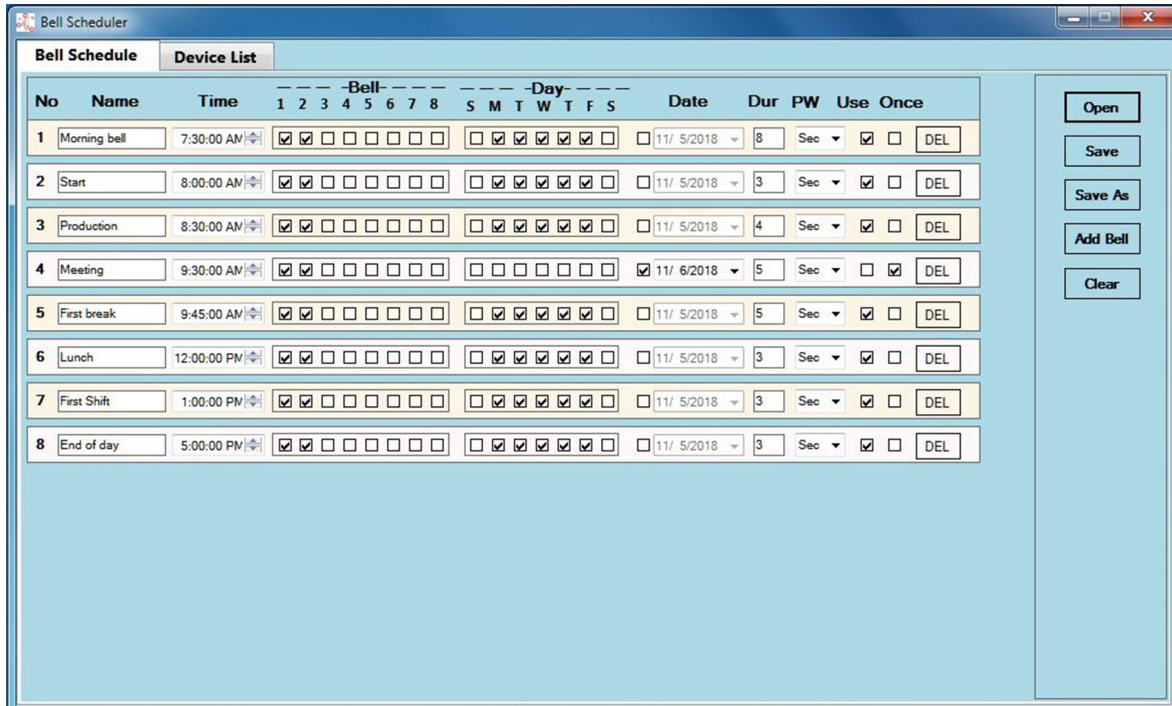 Bell Scheduler
Bell Schedule Device List
No Name Time -Bell- 1 2 3 4 5 6 7 8 -Day- S M T W T F S Date Dur PW Use Once
1 Morning bell 7:30:00 AM 11/ 5/2018 8 Sec DEL
2 Start 8:00:00 AM 11/ 5/2018 3 Sec DEL
3 Production 8:30:00 AM 11/ 5/2018 4 Sec DEL
4 Meeting 9:30:00 AM 11/ 6/2018 5 Sec DEL
5 First break 9:45:00 AM 11/ 5/2018 5 Sec DEL
6 Lunch 12:00:00 PM 11/ 5/2018 3 Sec DEL
7 First Shift 1:00:00 PM 11/ 5/2018 3 Sec DEL
8 End of day 5:00:00 PM 11/ 5/2018 3 Sec DEL
Open
Save
Save As
Add Bell
Clear